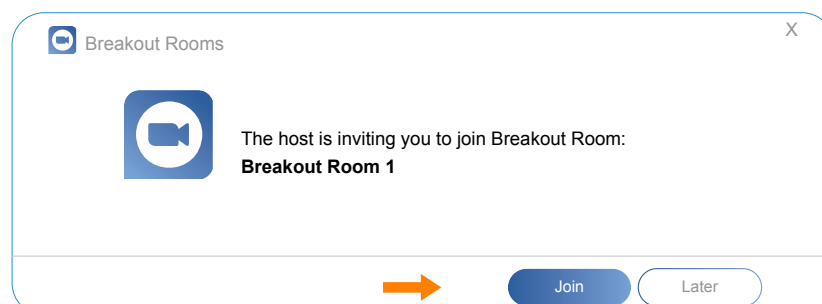 Breakout Rooms
X
The host is inviting you to join Breakout Room:
Breakout Room 1
Join
Later